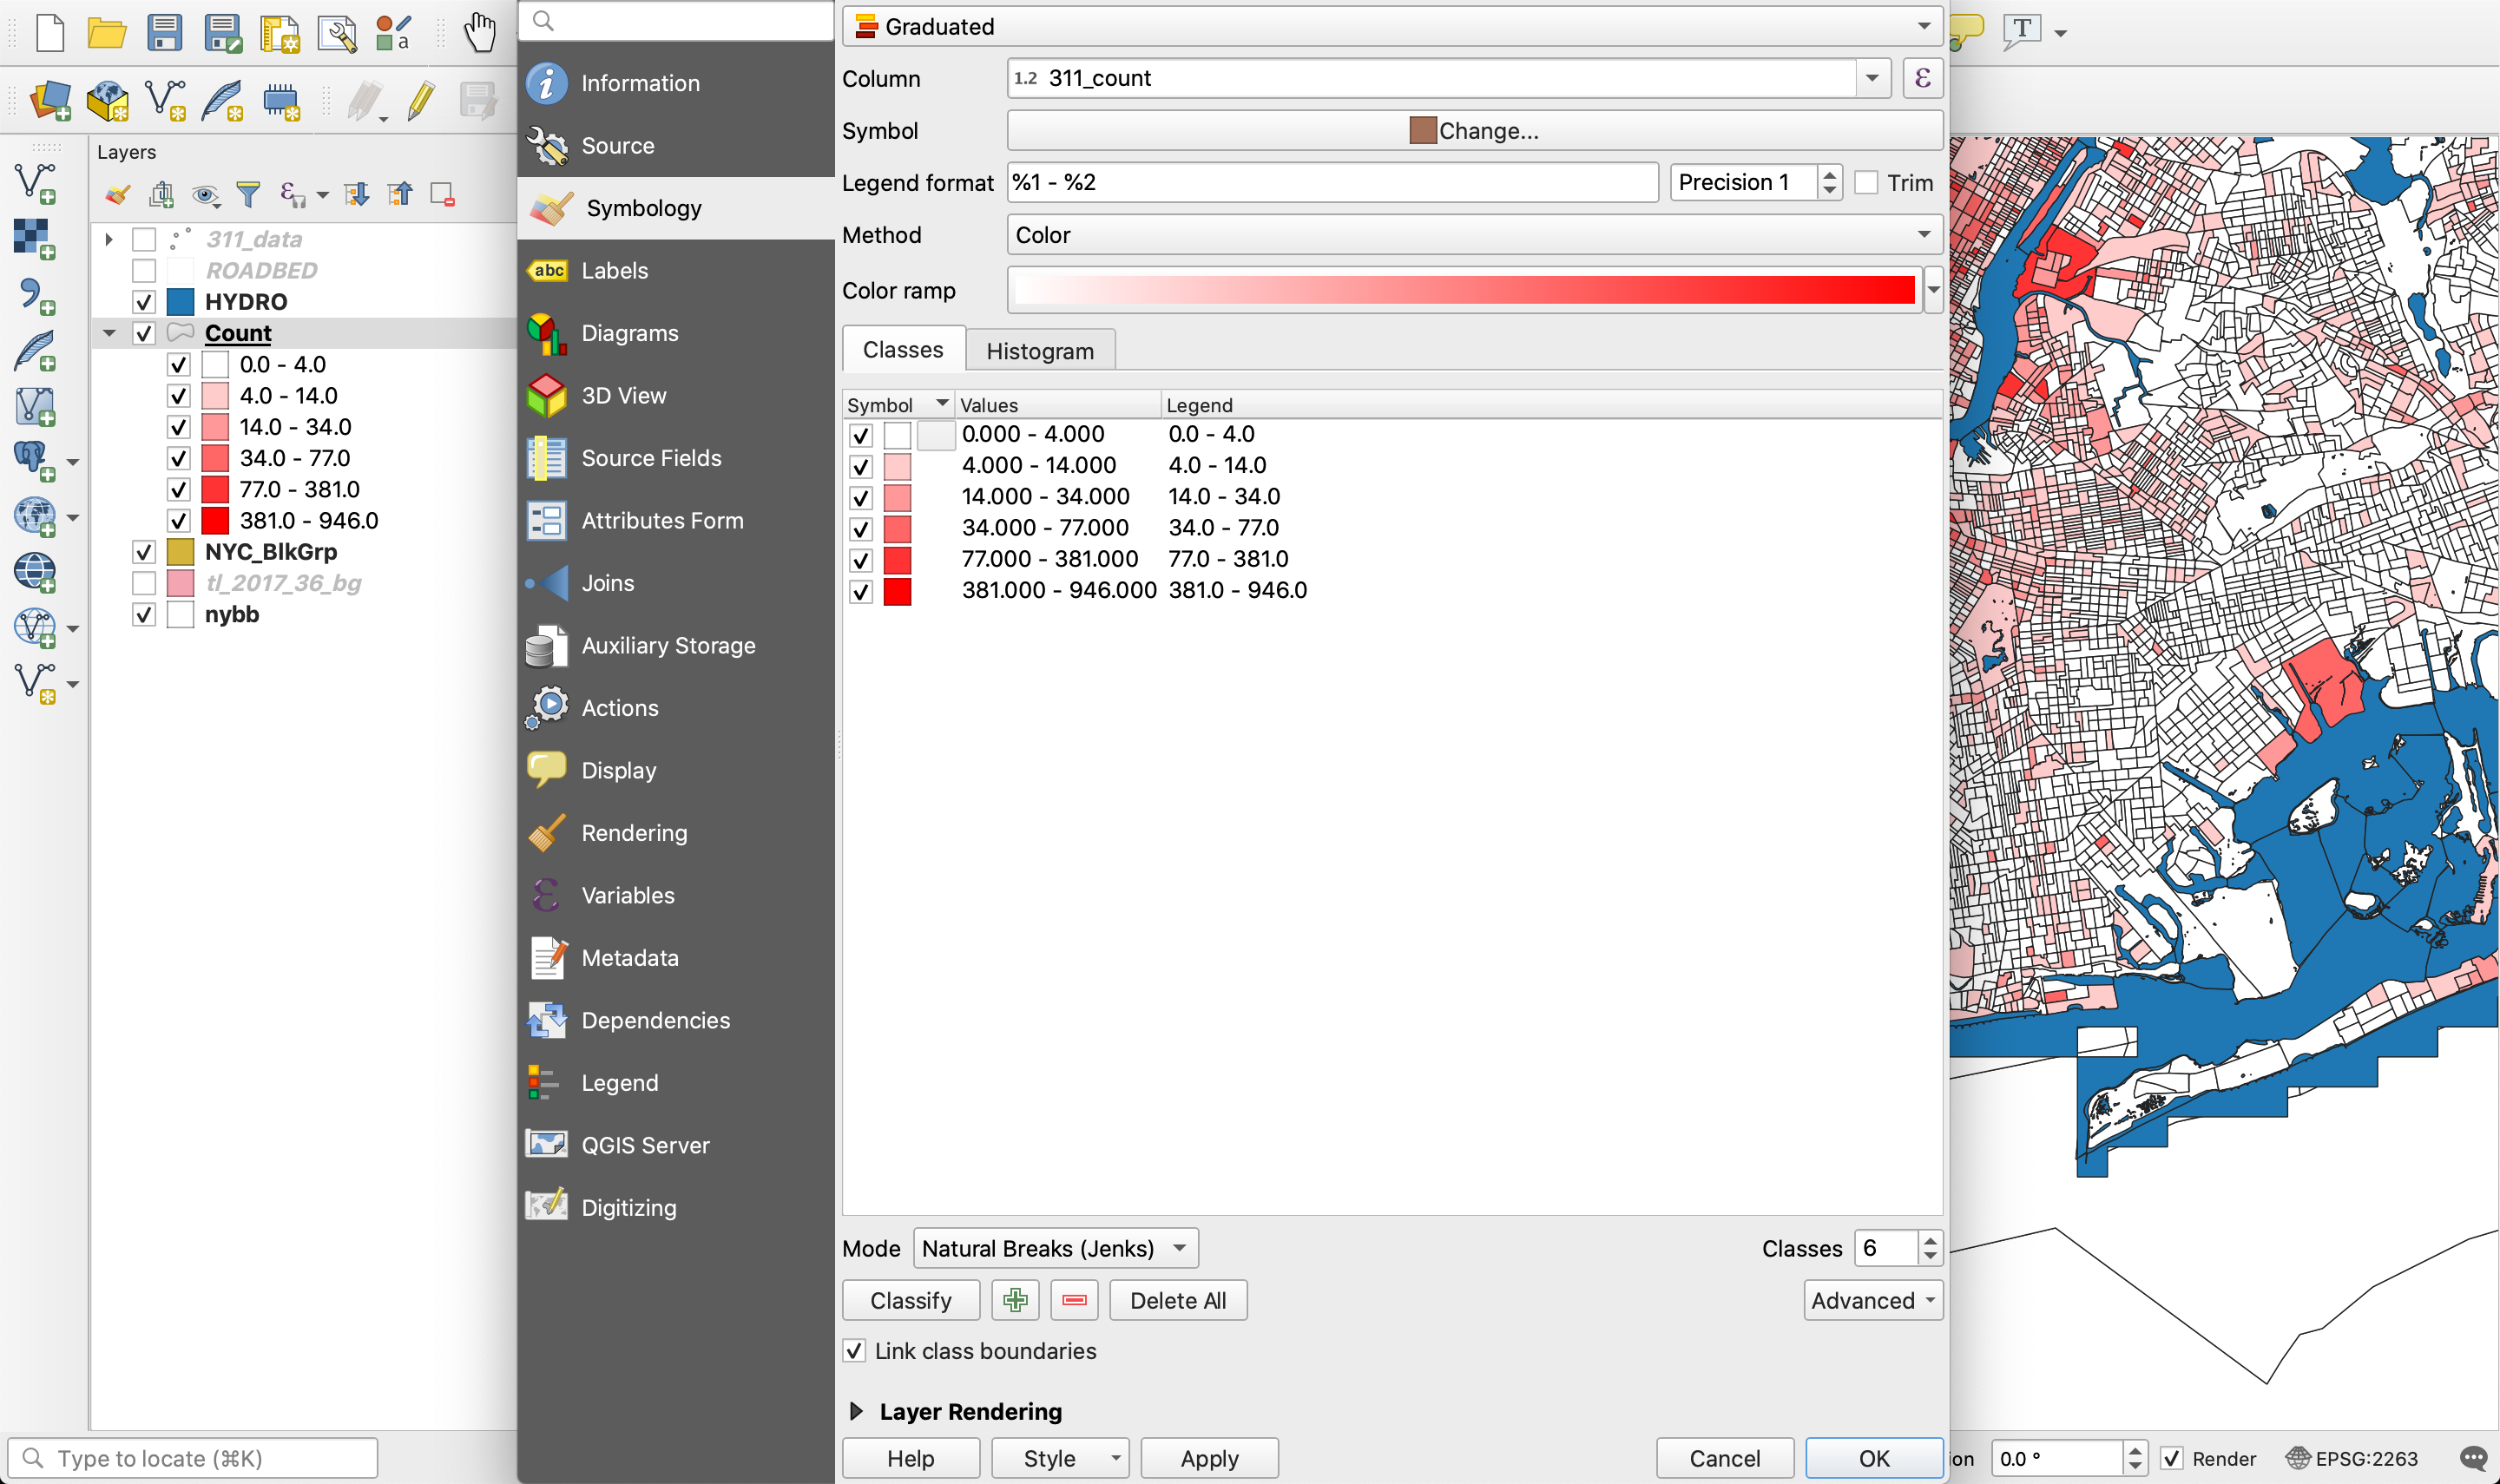 Graduated
Information
Source
Symbology
Labels
Diagrams
3D View
Source Fields
Attributes Form
Joins
Auxiliary Storage
Actions
Display
Rendering
Variables
Metadata
Dependencies
Legend
QGIS Server
Digitizing
Layers
311_data
ROADBED
HYDRO
Count
0.0 - 4.0
4.0 - 14.0
14.0 - 34.0
34.0 - 77.0
77.0 - 381.0
381.0 - 946.0
NYC_BlkGrp
tl_2017_36_bg
nybb
Type to locate (⌘K)
Column 1.2 311_count ε
Symbol Change...
Legend format %1 - %2 Precision 1 Trim
Method Color
Color ramp
Classes Histogram
Symbol Values Legend
0.000 - 4.000 0.0 - 4.0
4.000 - 14.000 4.0 - 14.0
14.000 - 34.000 14.0 - 34.0
34.000 - 77.000 34.0 - 77.0
77.000 - 381.000 77.0 - 381.0
381.000 - 946.000 381.0 - 946.0
Mode Natural Breaks (Jenks) Classes 6
Classify Delete All Advanced
Link class boundaries
Layer Rendering
Help Style Apply Cancel OK
ion 0.0 ° Render EPSG:2263
a
abc
T